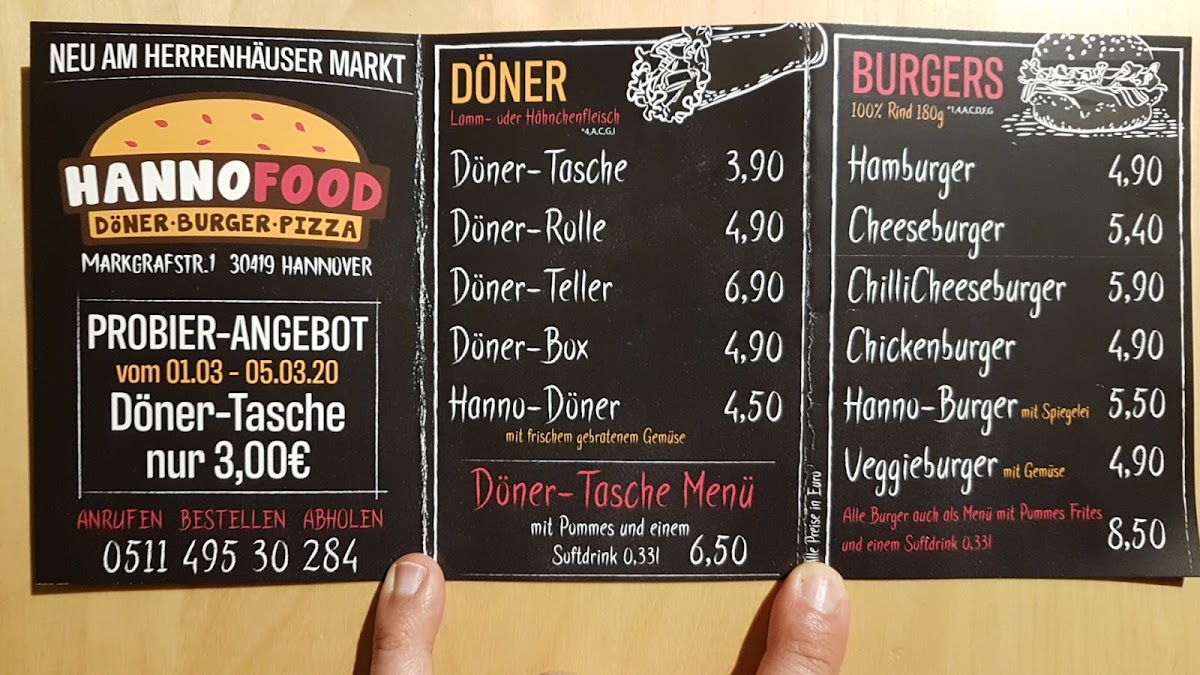 NEU AM HERRENHÄUSER MARKT
HANNOFOOD
DÖNER·BURGER·PIZZA
MARKGRAFSTR.1 30419 HANNOVER
PROBIER-ANGEBOT
vom 01.03 - 05.03.20
Döner-Tasche
nur 3,00€
ANRUFEN BESTELLEN ABHOLEN
0511 495 30 284
DÖNER
Lamm- oder Hähnchenfleisch
*4,A,C,G,I
Döner-Tasche 3,90
Döner-Rolle 4,90
Döner-Teller 6,90
Döner-Box 4,90
Hanno-Döner 4,50
mit frischem gebratenem Gemüse
Döner-Tasche Menü
mit Pommes und einem
Suftdrink 0,33l 6,50
Alle Preise in Euro
BURGERS
100% Rind 180g *1,4,A,C,D,F,G
Hamburger 4,90
Cheeseburger 5,40
ChilliCheeseburger 5,90
Chickenburger 4,90
Hanno-Burger mit Spiegelei 5,50
Veggieburger mit Gemüse 4,90
Alle Burger auch als Menü mit Pommes Frites
und einem Suftdrink 0,33l 8,50